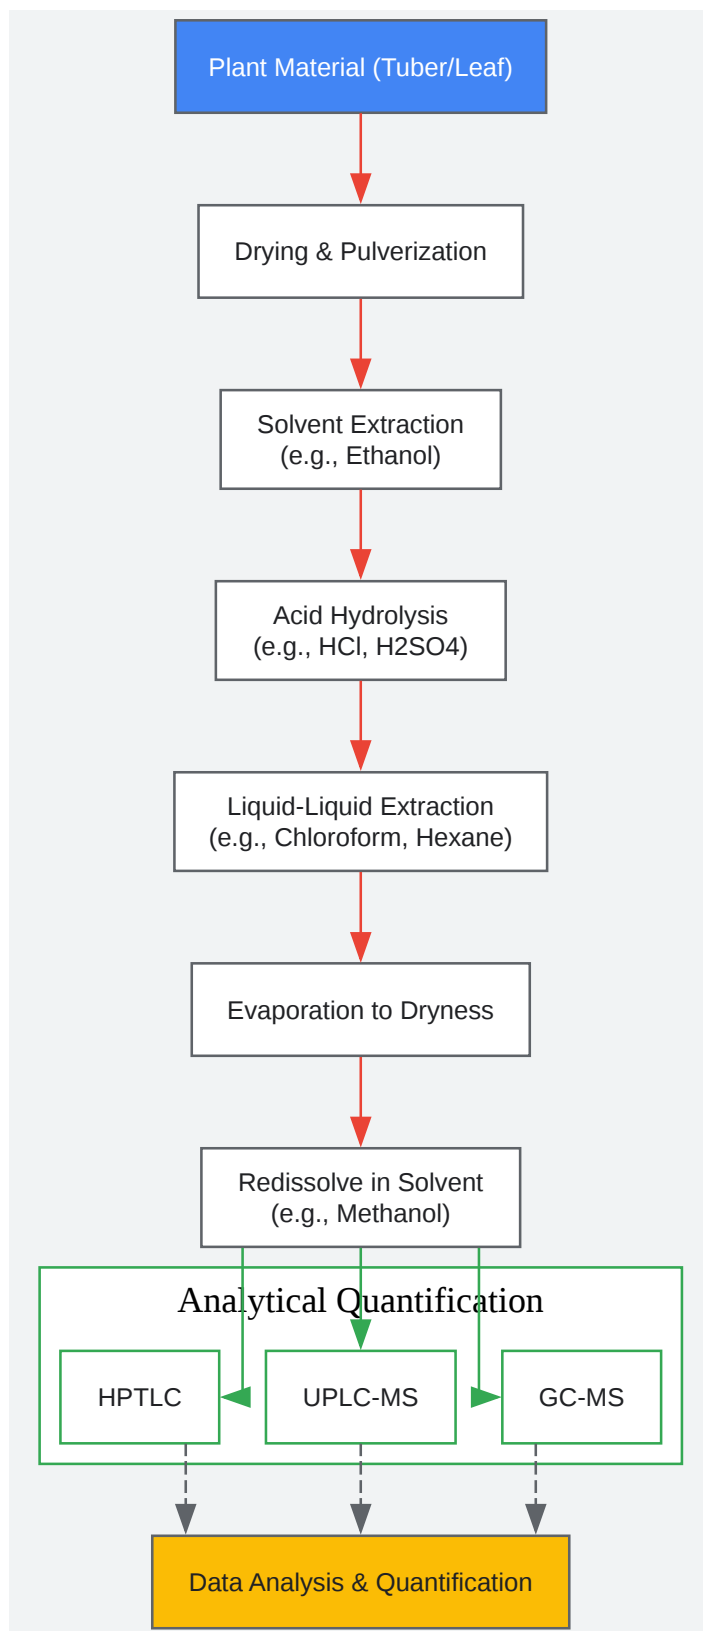 Plant Material (Tuber/Leaf)
Drying & Pulverization
Solvent Extraction
(e.g., Ethanol)
Acid Hydrolysis
(e.g., HCl, H2SO4)
Liquid-Liquid Extraction
(e.g., Chloroform, Hexane)
Evaporation to Dryness
Redissolve in Solvent
(e.g., Methanol)
Analytical Quantification
HPTLC
UPLC-MS
GC-MS
Data Analysis & Quantification